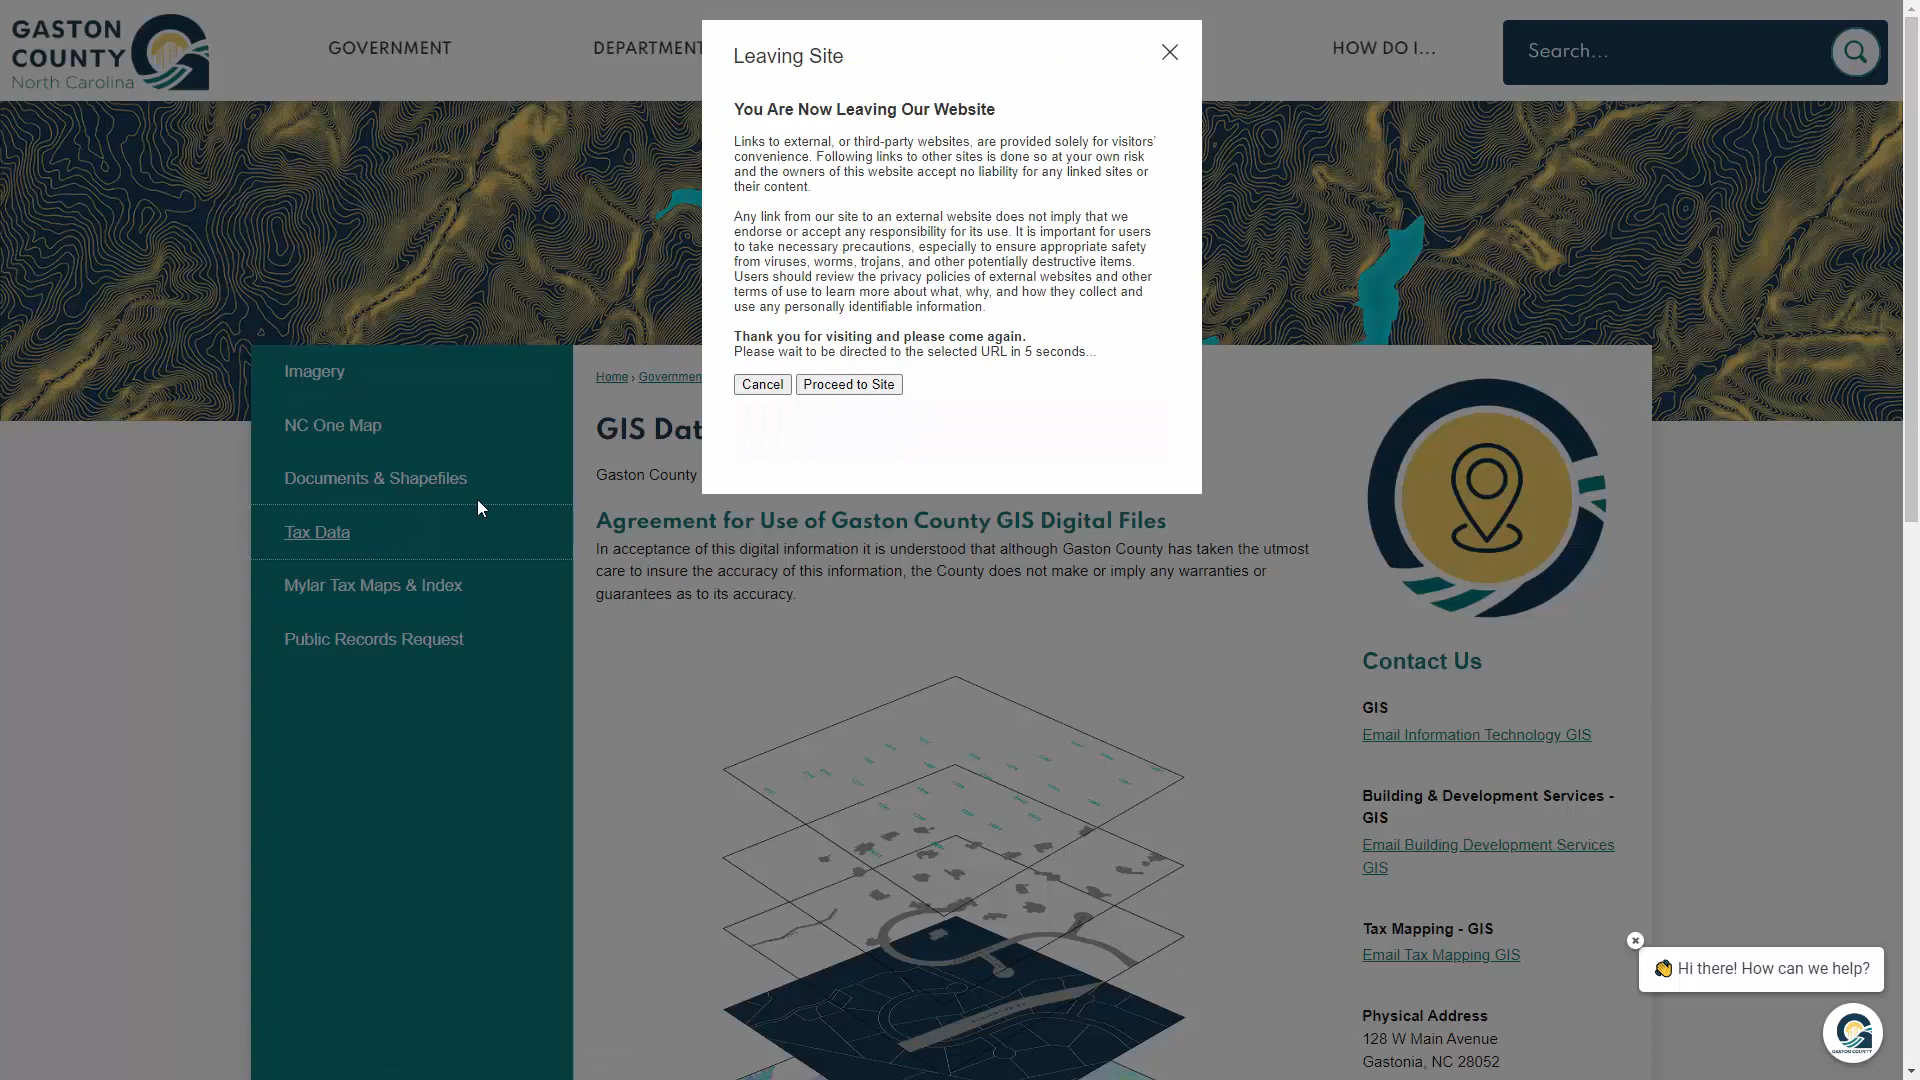 GASTON
COUNTY
North Carolina
GOVERNMENT
DEPARTMENT
HOW DO I...
Search...
Leaving Site
You Are Now Leaving Our Website
Links to external, or third-party websites, are provided solely for visitors'
convenience. Following links to other sites is done so at your own risk
and the owners of this website accept no liability for any linked sites or
their content.
Any link from our site to an external website does not imply that we
endorse or accept any responsibility for its use. It is important for users
to take necessary precautions, especially to ensure appropriate safety
from viruses, worms, trojans, and other potentially destructive items.
Users should review the privacy policies of external websites and other
terms of use to learn more about what, why, and how they collect and
use any personally identifiable information.
Thank you for visiting and please come again.
Please wait to be directed to the selected URL in 5 seconds...
Cancel
Proceed to Site
Imagery
NC One Map
Documents & Shapefiles
Tax Data
Mylar Tax Maps & Index
Public Records Request
Home › Governmen
GIS Dat
Gaston County
Agreement for Use of Gaston County GIS Digital Files
In acceptance of this digital information it is understood that although Gaston County has taken the utmost
care to insure the accuracy of this information, the County does not make or imply any warranties or
guarantees as to its accuracy.
Contact Us
GIS
Email Information Technology GIS
Building & Development Services -
GIS
Email Building Development Services
GIS
Tax Mapping - GIS
Email Tax Mapping GIS
Physical Address
128 W Main Avenue
Gastonia, NC 28052
👋 Hi there! How can we help?
GASTON COUNTY